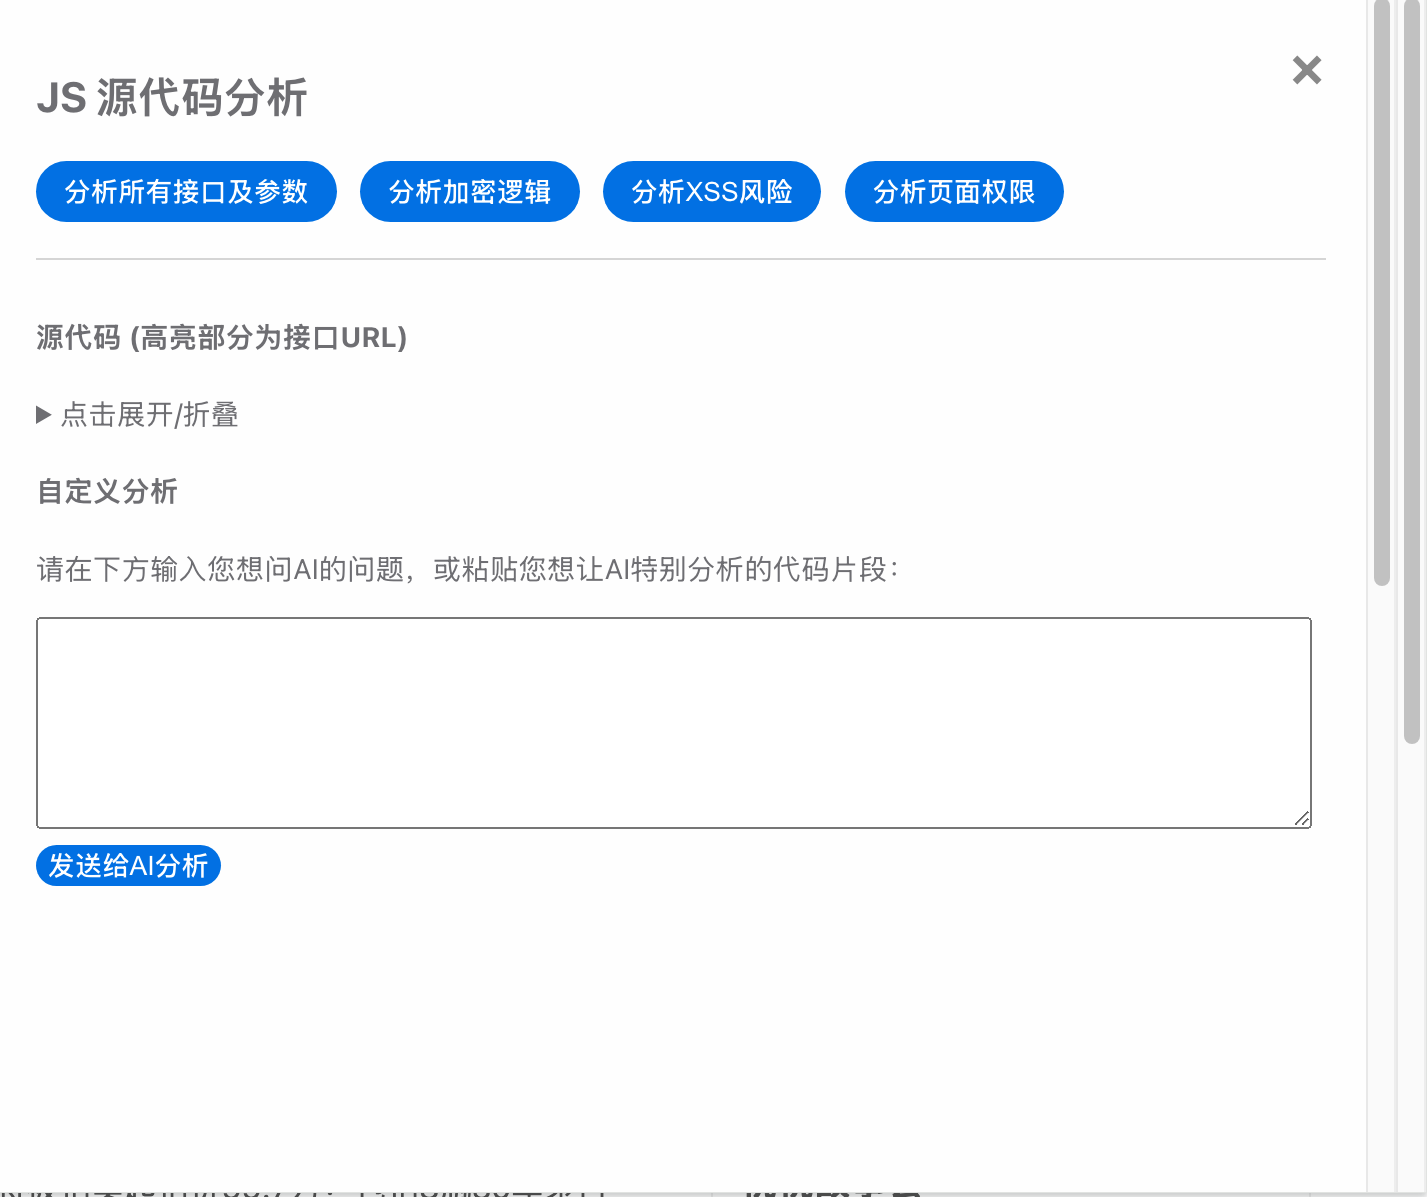 JS 源代码分析
分析所有接口及参数 分析加密逻辑 分析XSS风险 分析页面权限
源代码 (高亮部分为接口URL)
点击展开/折叠
自定义分析
请在下方输入您想问AI的问题，或粘贴您想让AI特别分析的代码片段：
发送给AI分析